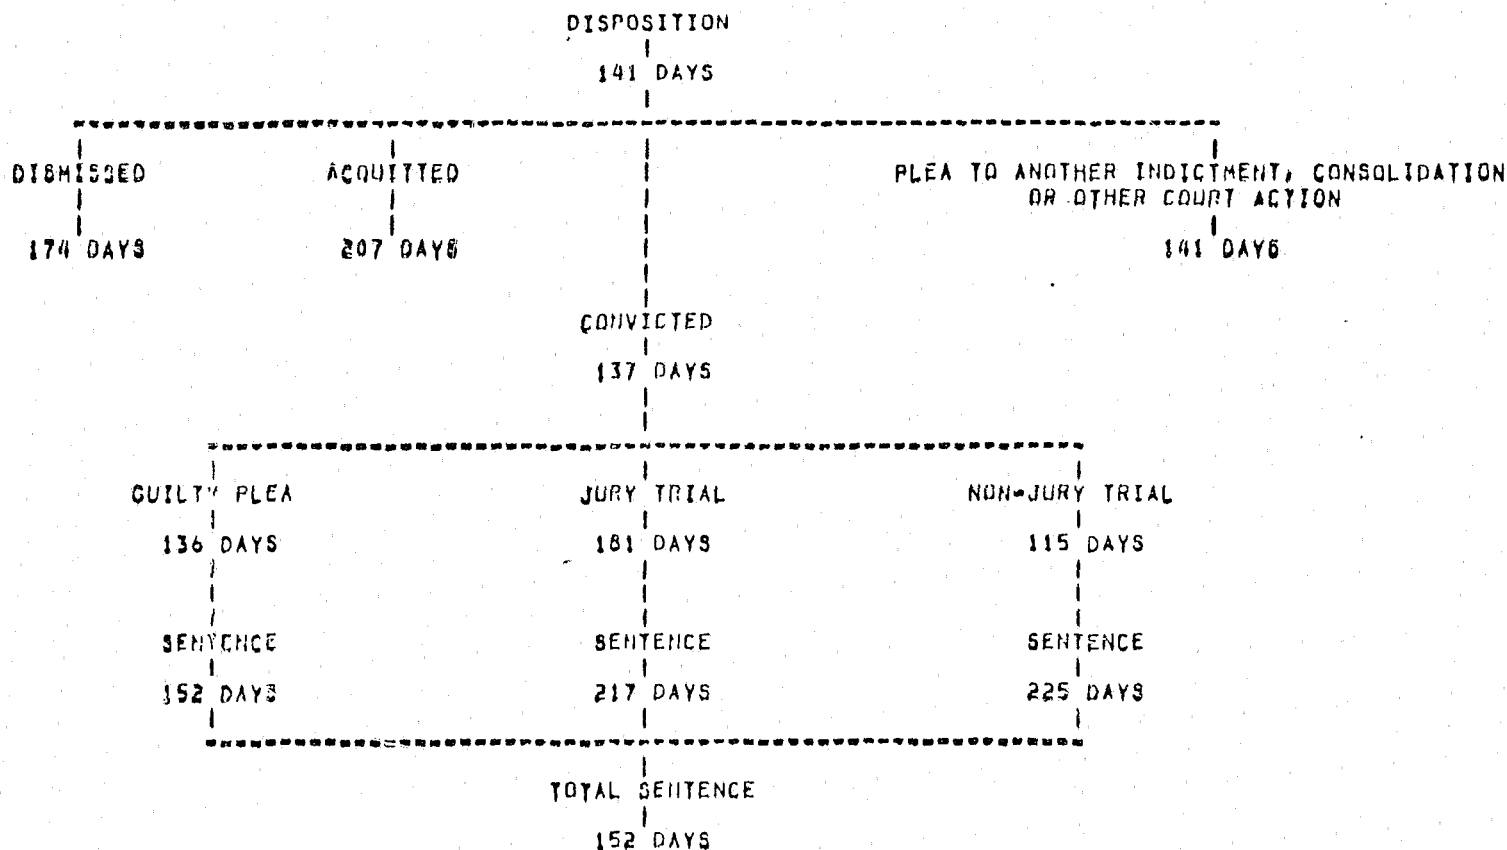 DISPOSITION
141 DAYS
DISMISSED
ACQUITTED
PLEA TO ANOTHER INDICTMENT, CONSOLIDATION
OR OTHER COURT ACTION
174 DAYS
207 DAYS
141 DAYS
CONVICTED
137 DAYS
GUILTY PLEA
JURY TRIAL
NON-JURY TRIAL
136 DAYS
181 DAYS
115 DAYS
SENTENCE
SENTENCE
SENTENCE
152 DAYS
217 DAYS
225 DAYS
TOTAL SENTENCE
152 DAYS